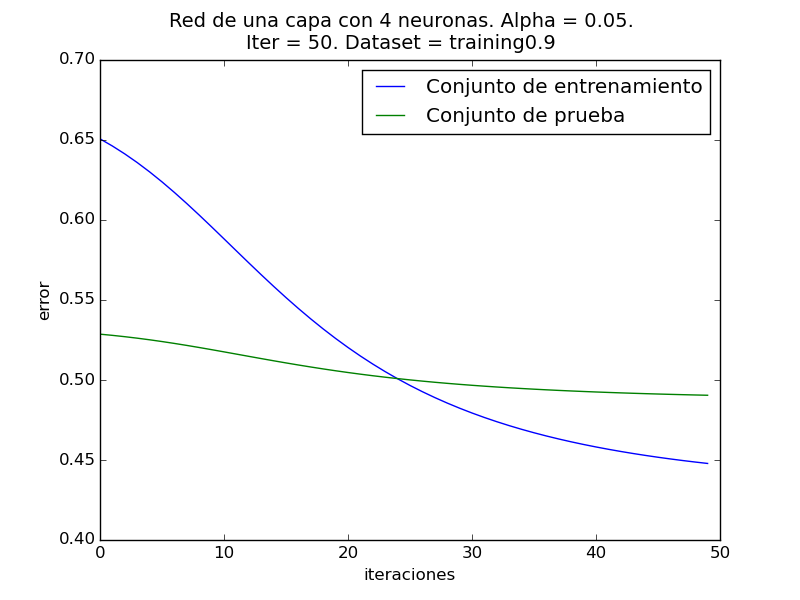 Red de una capa con 4 neuronas. Alpha = 0.05.
Iter = 50. Dataset = training0.9
Conjunto de entrenamiento
Conjunto de prueba
0.70
0.65
0.60
0.55
0.50
0.45
0.40
error
0 10 20 30 40 50
iteraciones